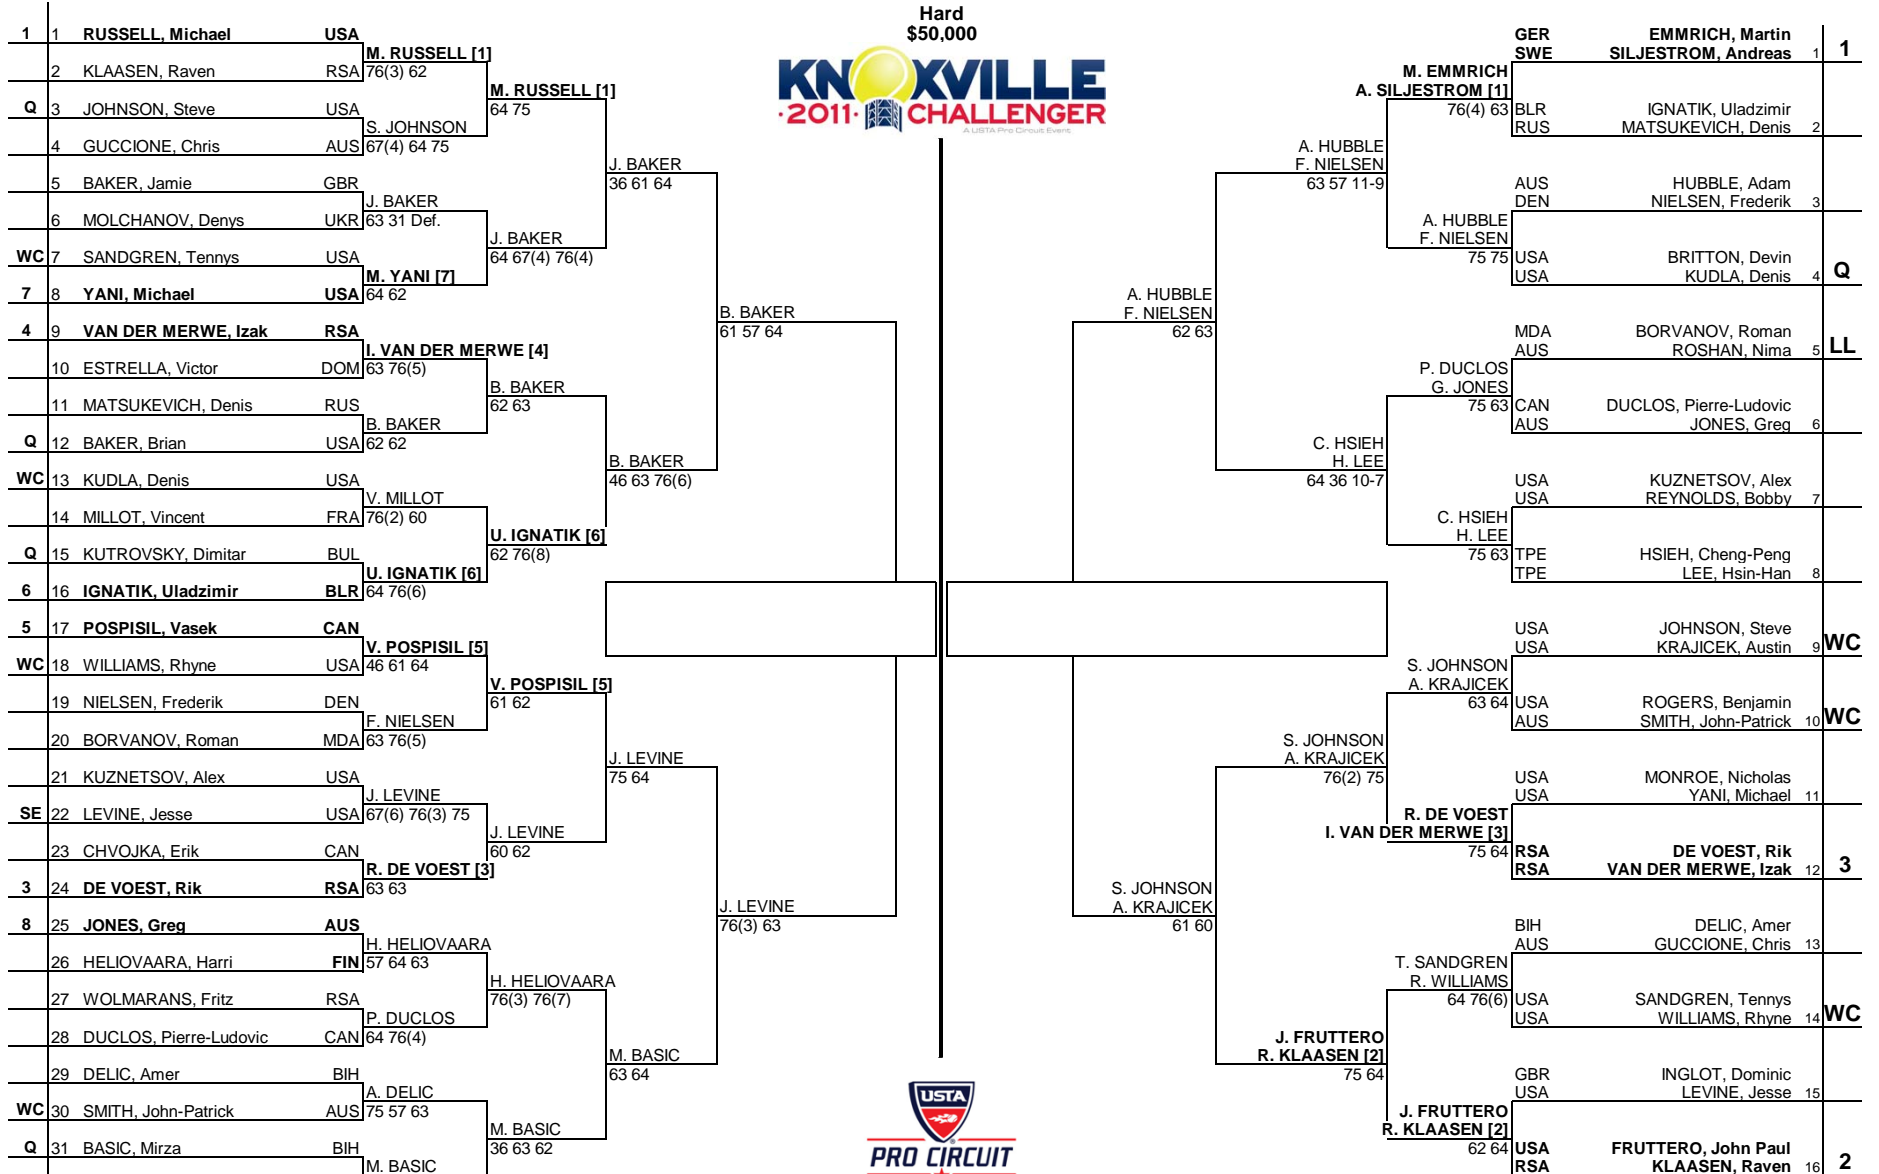 Hard
$50,000
KNOXVILLE
·2011· CHALLENGER
A USTA Pro Circuit Event
1 1 RUSSELL, Michael USA
M. RUSSELL [1]
2 KLAASEN, Raven RSA 76(3) 62
M. RUSSELL [1]
Q 3 JOHNSON, Steve USA 64 75
S. JOHNSON
4 GUCCIONE, Chris AUS 67(4) 64 75
J. BAKER
5 BAKER, Jamie GBR 36 61 64
J. BAKER
6 MOLCHANOV, Denys UKR 63 31 Def.
J. BAKER
WC 7 SANDGREN, Tennys USA 64 67(4) 76(4)
M. YANI [7]
7 8 YANI, Michael USA 64 62
B. BAKER
4 9 VAN DER MERWE, Izak RSA 61 57 64
I. VAN DER MERWE [4]
10 ESTRELLA, Victor DOM 63 76(5)
B. BAKER
11 MATSUKEVICH, Denis RUS 62 63
B. BAKER
Q 12 BAKER, Brian USA 62 62
B. BAKER
WC 13 KUDLA, Denis USA 46 63 76(6)
V. MILLOT
14 MILLOT, Vincent FRA 76(2) 60
U. IGNATIK [6]
Q 15 KUTROVSKY, Dimitar BUL 62 76(8)
U. IGNATIK [6]
6 16 IGNATIK, Uladzimir BLR 64 76(6)
5 17 POSPISIL, Vasek CAN
V. POSPISIL [5]
WC 18 WILLIAMS, Rhyne USA 46 61 64
V. POSPISIL [5]
19 NIELSEN, Frederik DEN 61 62
F. NIELSEN
20 BORVANOV, Roman MDA 63 76(5)
J. LEVINE
21 KUZNETSOV, Alex USA 75 64
J. LEVINE
SE 22 LEVINE, Jesse USA 67(6) 76(3) 75
J. LEVINE
23 CHVOJKA, Erik CAN 60 62
R. DE VOEST [3]
3 24 DE VOEST, Rik RSA 63 63
J. LEVINE
8 25 JONES, Greg AUS 76(3) 63
H. HELIOVAARA
26 HELIOVAARA, Harri FIN 57 64 63
H. HELIOVAARA
27 WOLMARANS, Fritz RSA 76(3) 76(7)
P. DUCLOS
28 DUCLOS, Pierre-Ludovic CAN 64 76(4)
M. BASIC
29 DELIC, Amer BIH 63 64
A. DELIC
WC 30 SMITH, John-Patrick AUS 75 57 63
M. BASIC
Q 31 BASIC, Mirza BIH 36 63 62
M. BASIC
GER EMMRICH, Martin
SWE SILJESTROM, Andreas 1 1
M. EMMRICH
A. SILJESTROM [1]
76(4) 63 BLR IGNATIK, Uladzimir
RUS MATSUKEVICH, Denis 2
A. HUBBLE
F. NIELSEN
63 57 11-9 AUS HUBBLE, Adam
DEN NIELSEN, Frederik 3
A. HUBBLE
F. NIELSEN
75 75 USA BRITTON, Devin
USA KUDLA, Denis 4 Q
A. HUBBLE
F. NIELSEN
62 63 MDA BORVANOV, Roman
AUS ROSHAN, Nima 5 LL
P. DUCLOS
G. JONES
75 63 CAN DUCLOS, Pierre-Ludovic
AUS JONES, Greg 6
C. HSIEH
H. LEE
64 36 10-7 USA KUZNETSOV, Alex
USA REYNOLDS, Bobby 7
C. HSIEH
H. LEE
75 63 TPE HSIEH, Cheng-Peng
TPE LEE, Hsin-Han 8
USA JOHNSON, Steve
USA KRAJICEK, Austin 9 WC
S. JOHNSON
A. KRAJICEK
63 64 USA ROGERS, Benjamin
AUS SMITH, John-Patrick 10 WC
S. JOHNSON
A. KRAJICEK
76(2) 75 USA MONROE, Nicholas
USA YANI, Michael 11
R. DE VOEST
I. VAN DER MERWE [3]
75 64 RSA DE VOEST, Rik
RSA VAN DER MERWE, Izak 12 3
S. JOHNSON
A. KRAJICEK
61 60 BIH DELIC, Amer
AUS GUCCIONE, Chris 13
T. SANDGREN
R. WILLIAMS
64 76(6) USA SANDGREN, Tennys
USA WILLIAMS, Rhyne 14 WC
J. FRUTTERO
R. KLAASEN [2]
75 64 GBR INGLOT, Dominic
USA LEVINE, Jesse 15
J. FRUTTERO
R. KLAASEN [2]
62 64 USA FRUTTERO, John Paul
RSA KLAASEN, Raven 16 2
USTA
PRO CIRCUIT